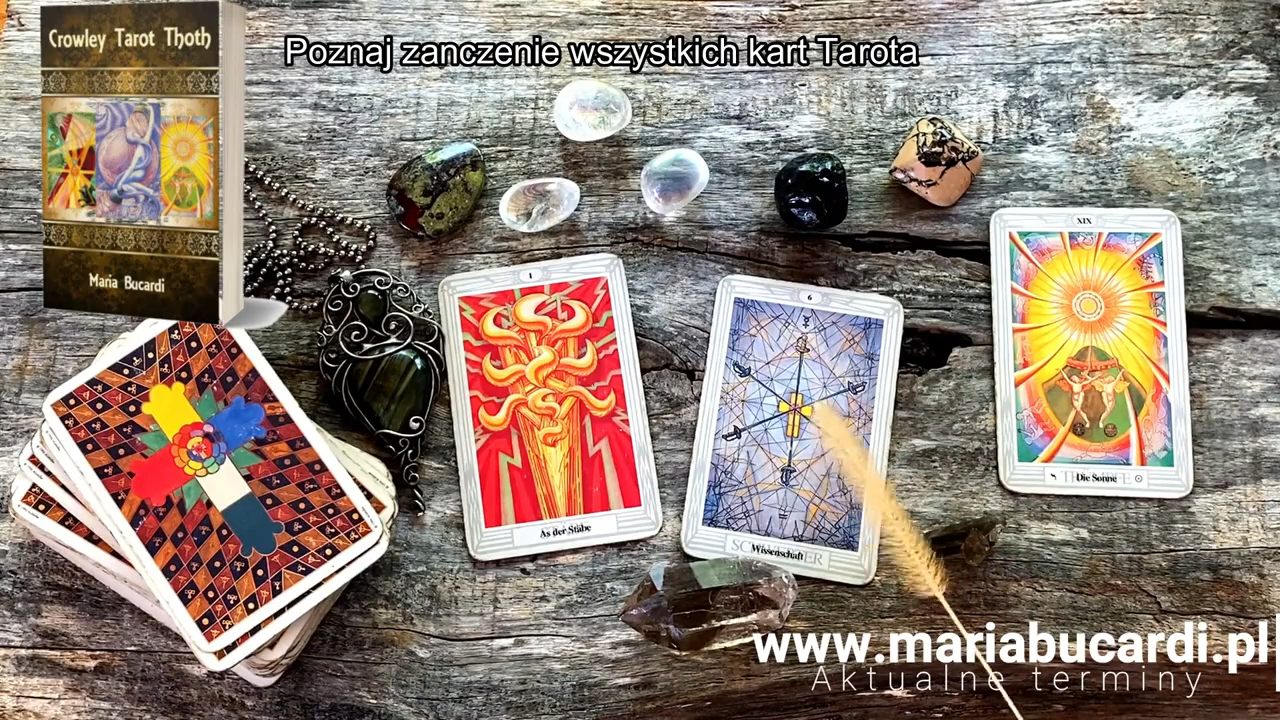 Crowley Tarot Thoth
Maria Bucardi
Poznaj zanczenie wszystkich kart Tarota
1
As der Stäbe
6
Wissenschaft
XIX
Die Sonne
www.mariabucardi.pl
Aktualne terminy